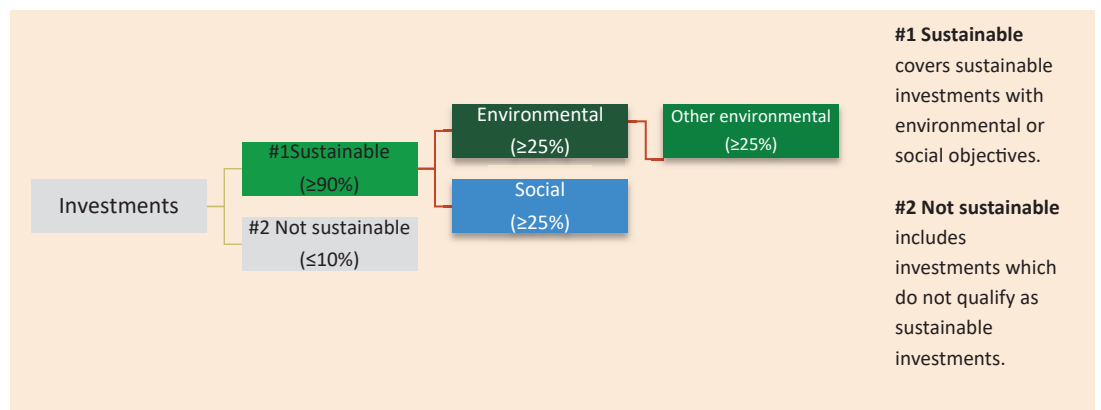 Investments
#1Sustainable
(≥90%)
#2 Not sustainable
(≤10%)
Environmental
(≥25%)
Social
(≥25%)
Other environmental
(≥25%)
#1 Sustainable
covers sustainable
investments with
environmental or
social objectives.
#2 Not sustainable
includes
investments which
do not qualify as
sustainable
investments.